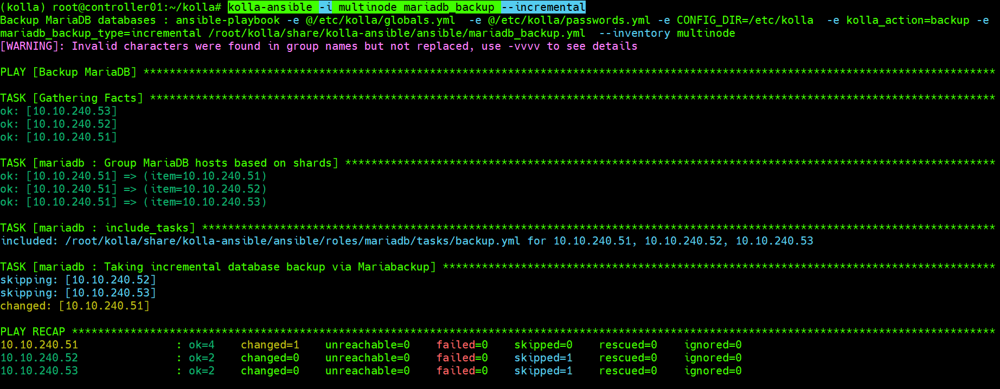 (kolla) root@controller01:~/kolla# kolla-ansible -i multinode mariadb_backup --incremental
Backup MariaDB databases : ansible-playbook -e @/etc/kolla/globals.yml  -e @/etc/kolla/passwords.yml -e CONFIG_DIR=/etc/kolla  -e kolla_action=backup -e
mariadb_backup_type=incremental /root/kolla/share/kolla-ansible/ansible/mariadb_backup.yml  --inventory multinode
[WARNING]: Invalid characters were found in group names but not replaced, use -vvvv to see details
PLAY [Backup MariaDB] ***********************************************************************************************************************************
TASK [Gathering Facts] **********************************************************************************************************************************
ok: [10.10.240.53]
ok: [10.10.240.52]
ok: [10.10.240.51]
TASK [mariadb : Group MariaDB hosts based on shards] ****************************************************************************************************
ok: [10.10.240.51] => (item=10.10.240.51)
ok: [10.10.240.51] => (item=10.10.240.52)
ok: [10.10.240.51] => (item=10.10.240.53)
TASK [mariadb : include_tasks] **************************************************************************************************************************
included: /root/kolla/share/kolla-ansible/ansible/roles/mariadb/tasks/backup.yml for 10.10.240.51, 10.10.240.52, 10.10.240.53
TASK [mariadb : Taking incremental database backup via Mariabackup] *************************************************************************************
skipping: [10.10.240.52]
skipping: [10.10.240.53]
changed: [10.10.240.51]
PLAY RECAP **********************************************************************************************************************************************
10.10.240.51               : ok=4    changed=1    unreachable=0    failed=0    skipped=0    rescued=0    ignored=0
10.10.240.52               : ok=2    changed=0    unreachable=0    failed=0    skipped=1    rescued=0    ignored=0
10.10.240.53               : ok=2    changed=0    unreachable=0    failed=0    skipped=1    rescued=0    ignored=0